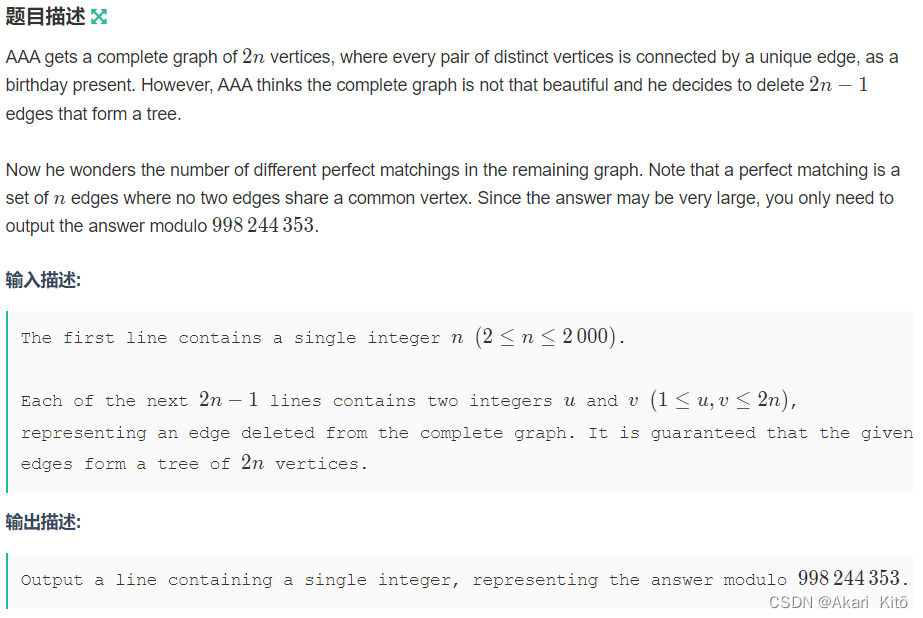 题目描述
AAA gets a complete graph of 2n vertices, where every pair of distinct vertices is connected by a unique edge, as a
birthday present. However, AAA thinks the complete graph is not that beautiful and he decides to delete 2n − 1
edges that form a tree.
Now he wonders the number of different perfect matchings in the remaining graph. Note that a perfect matching is a
set of n edges where no two edges share a common vertex. Since the answer may be very large, you only need to
output the answer modulo 998 244 353.
输入描述:
The first line contains a single integer n (2 ≤ n ≤ 2 000).
Each of the next 2n − 1 lines contains two integers u and v (1 ≤ u, v ≤ 2n),
representing an edge deleted from the complete graph. It is guaranteed that the given
edges form a tree of 2n vertices.
输出描述:
Output a line containing a single integer, representing the answer modulo 998 244 353.
CSDN @Akari_Kitō